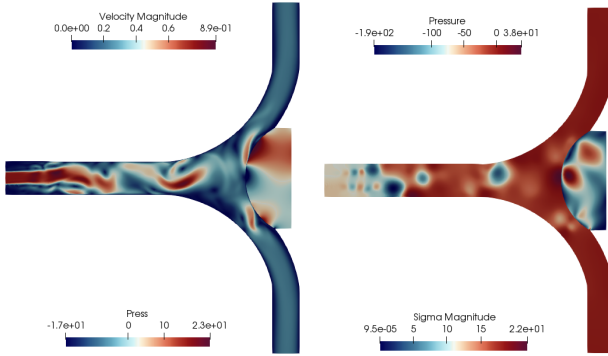 Velocity Magnitude
0.0e+00 0.2 0.4 0.6 8.9e-01
Pressure
-1.9e+02 -100 -50 0 3.8e+01
Press
-1.7e+01 0 10 2.3e+01
Sigma Magnitude
9.5e-05 5 10 15 2.2e+01